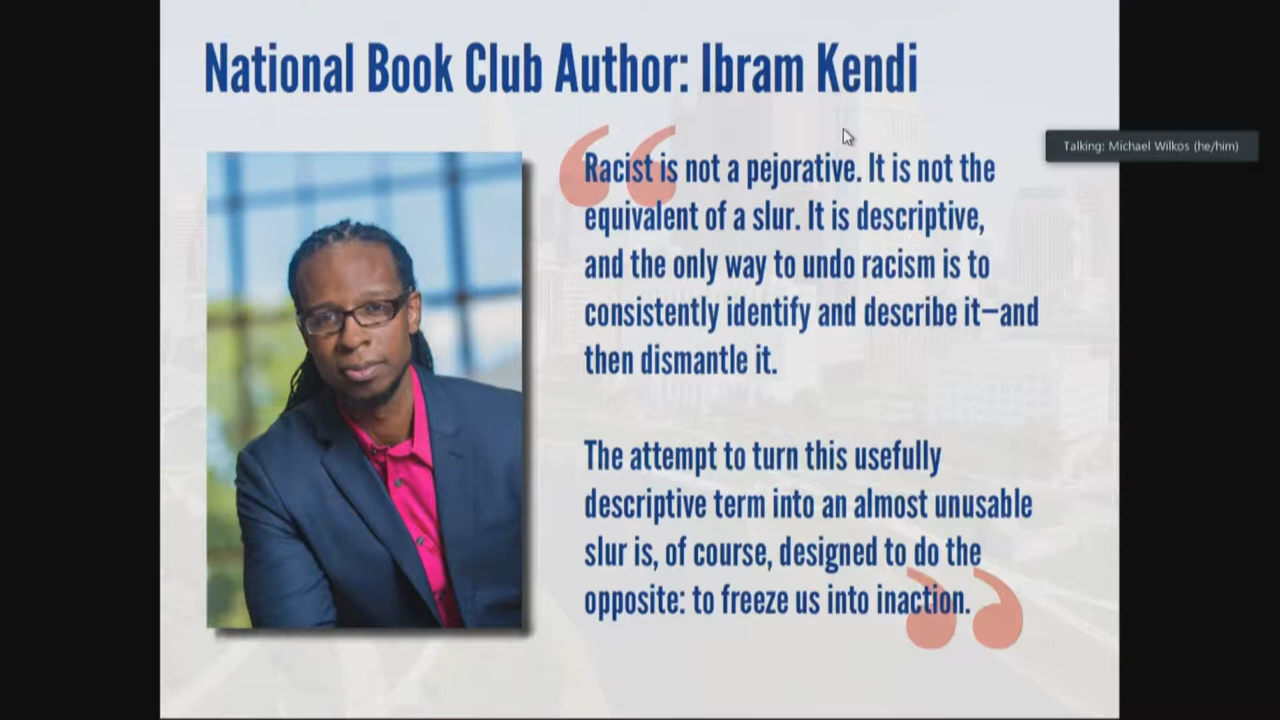 National Book Club Author: Ibram Kendi
Talking: Michael Wilkos (he/him)
“Racist is not a pejorative. It is not the
equivalent of a slur. It is descriptive,
and the only way to undo racism is to
consistently identify and describe it—and
then dismantle it.
The attempt to turn this usefully
descriptive term into an almost unusable
slur is, of course, designed to do the
opposite: to freeze us into inaction.”